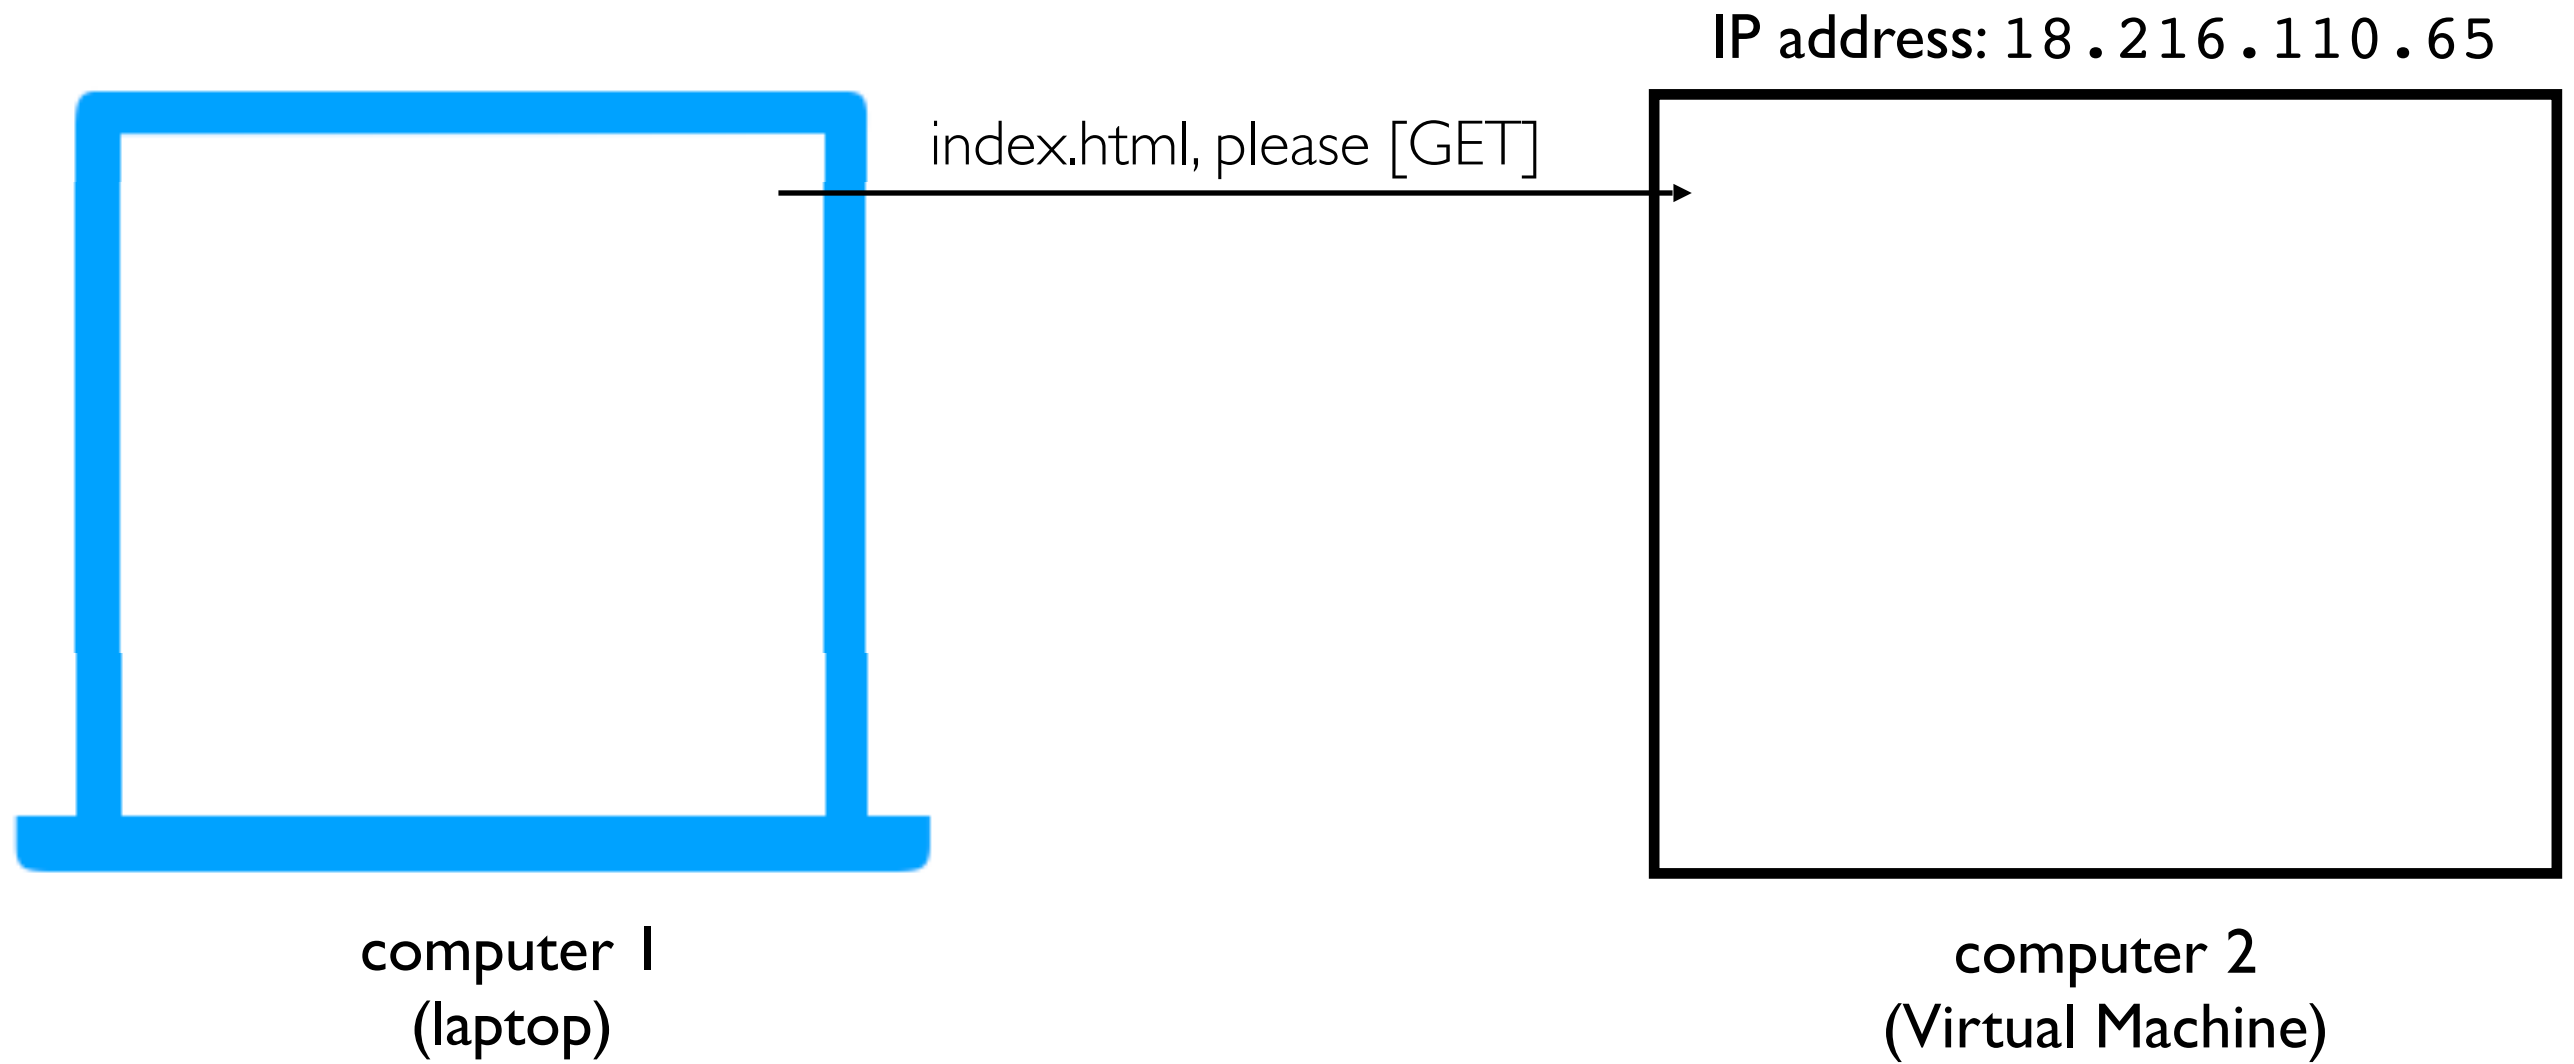 IP address: 18.216.110.65
index.html, please [GET]
computer 1
(laptop)
computer 2
(Virtual Machine)